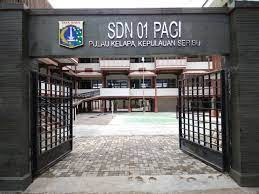 SDN 01 PAGI
PULAU KELAPA, KEPULAUAN SERIBU